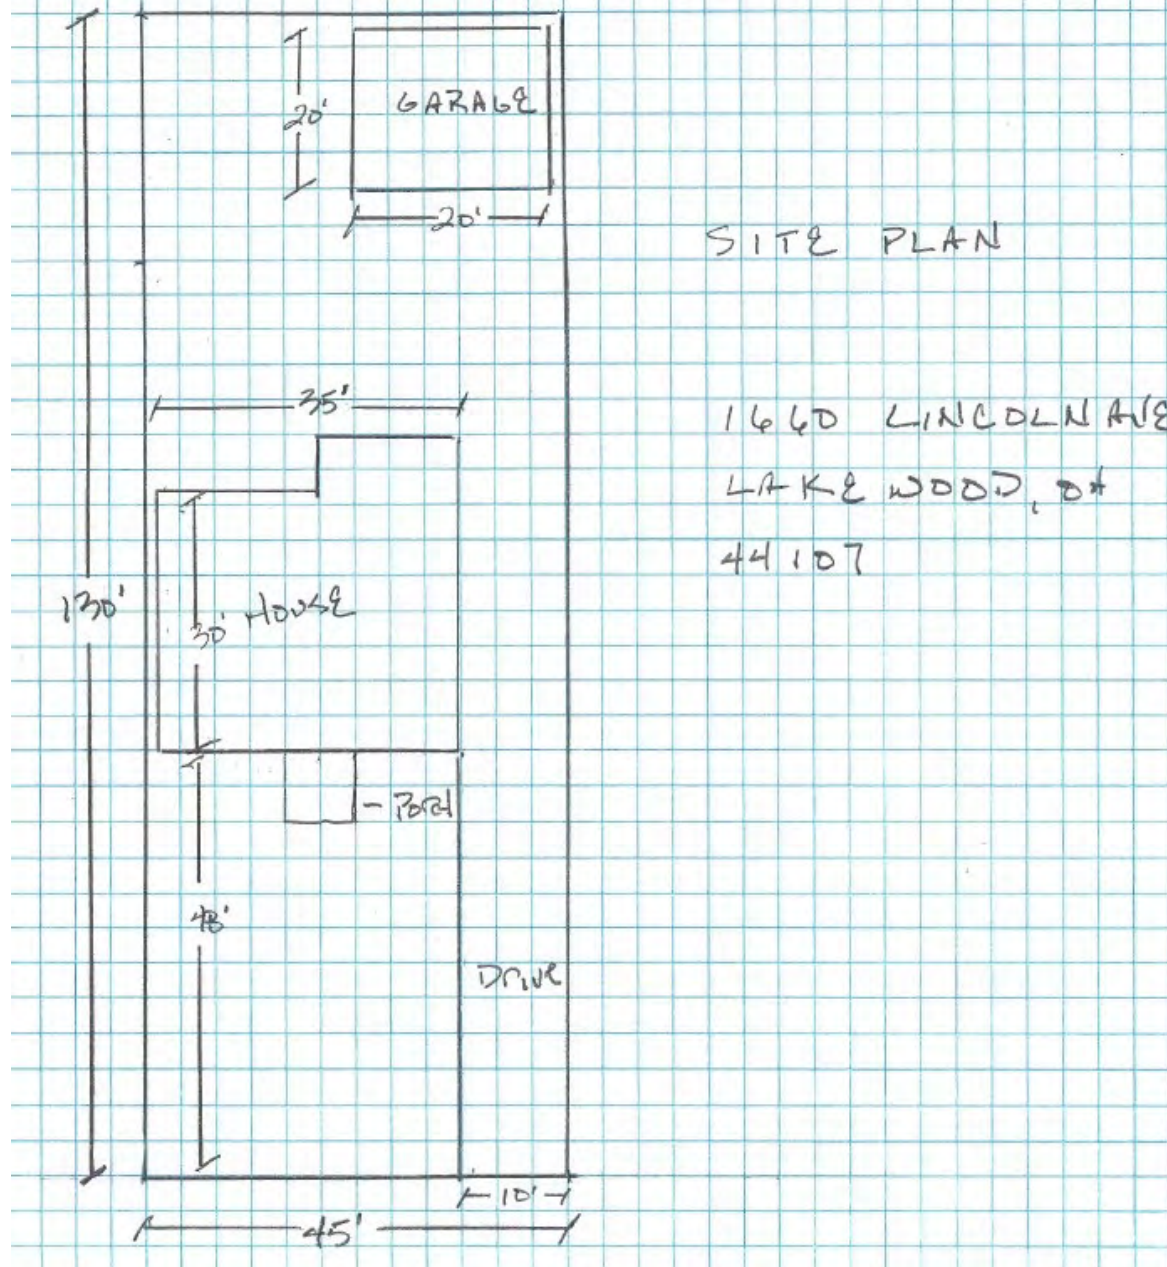 GARAGE
20'
20'
SITE PLAN
35'
1660 LINCOLN AVE
LAKEWOOD, OH
44107
130'
30' HOUSE
- Porch
48'
Drive
10'
45'